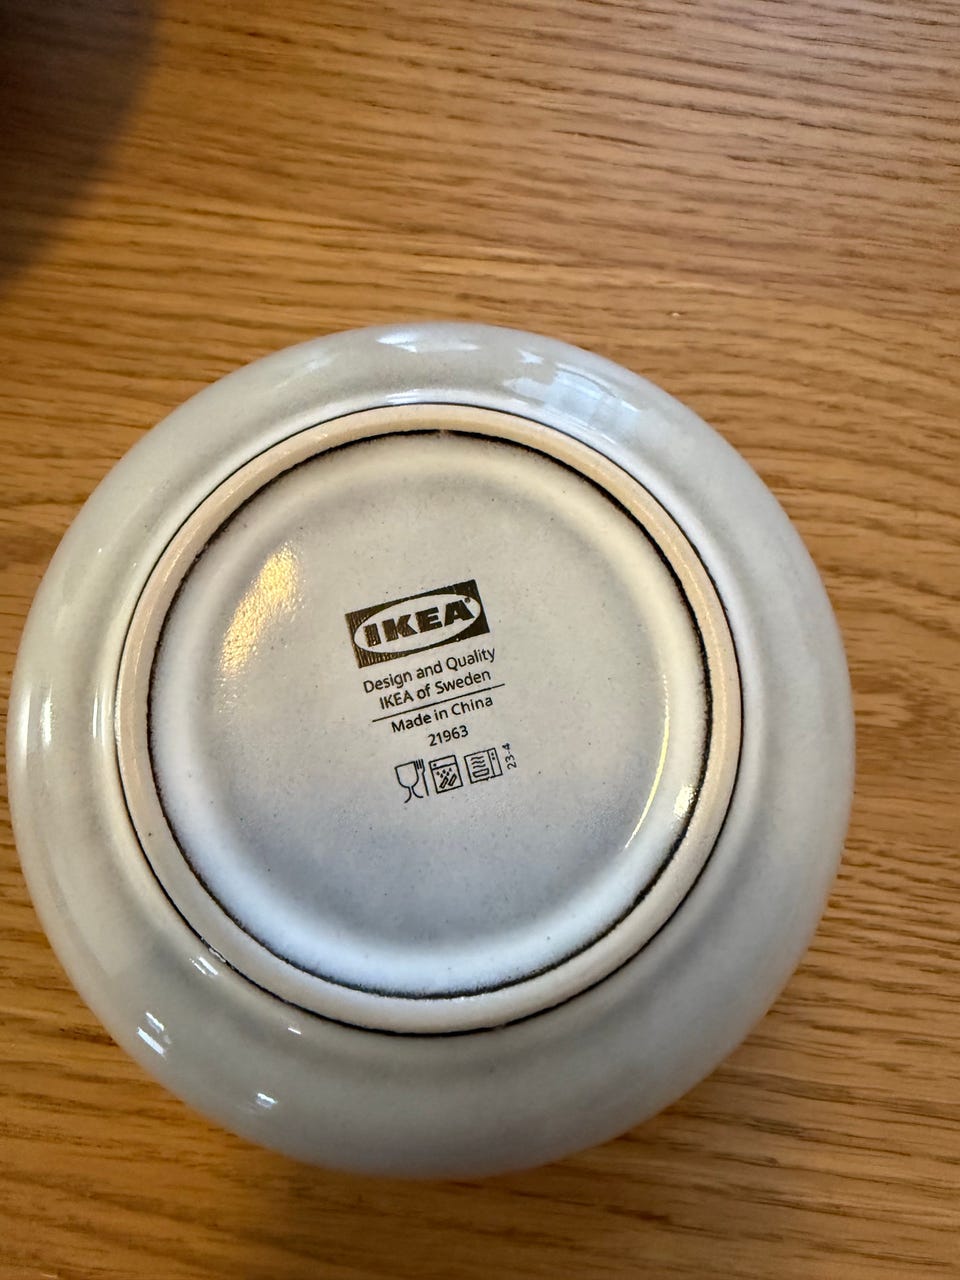 IKEA®
Design and Quality
IKEA of Sweden
Made in China
21963
23-4